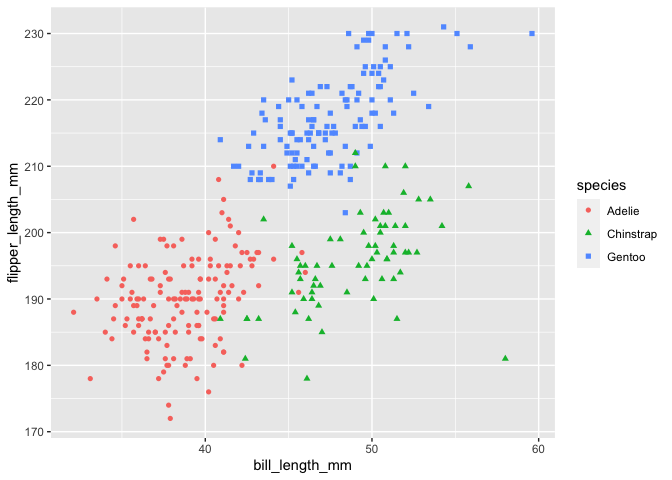 230
220
210
200
190
180
170
flipper_length_mm
40
50
60
bill_length_mm
species
Adelie
Chinstrap
Gentoo